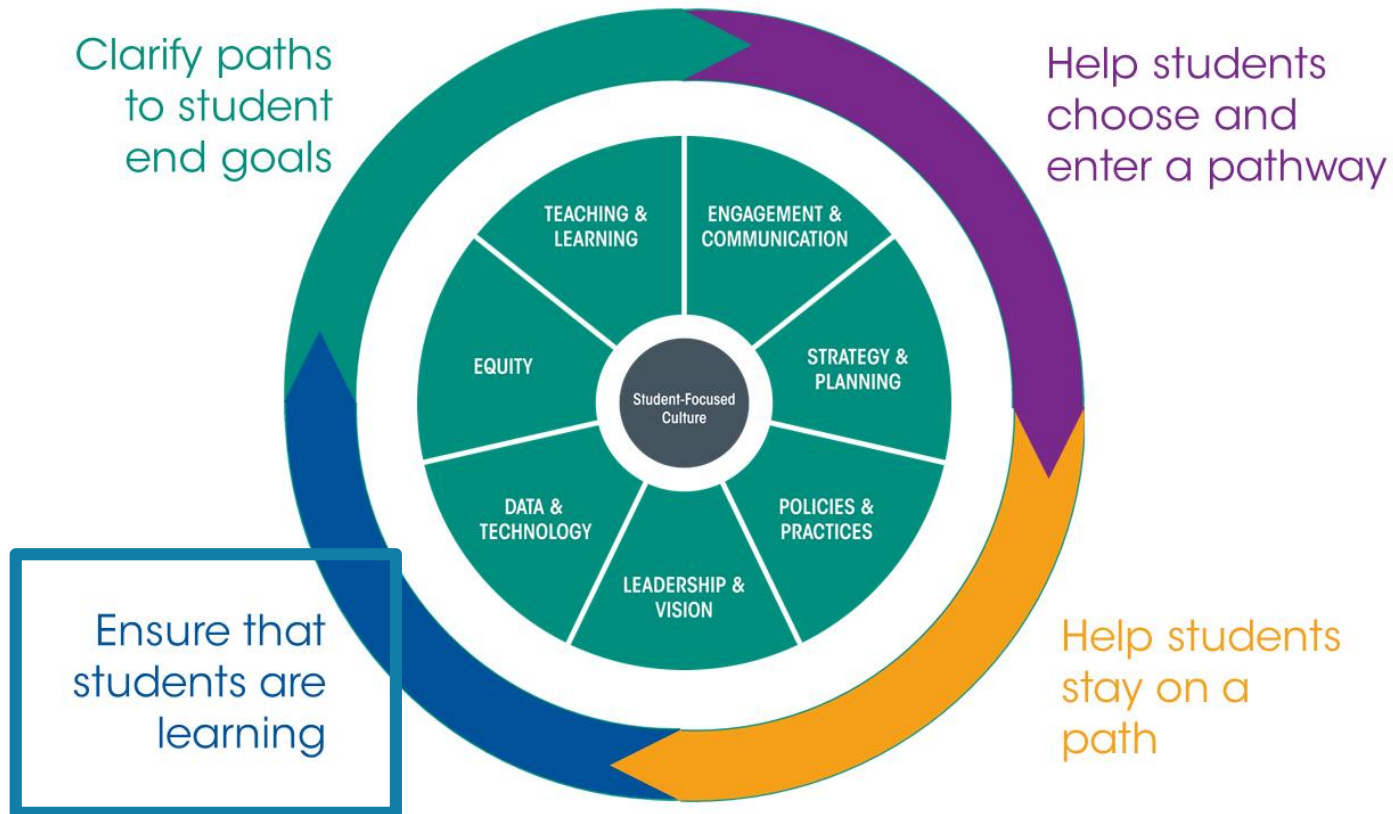 Clarify paths
to student
end goals
Help students
choose and
enter a pathway
TEACHING &
LEARNING
ENGAGEMENT &
COMMUNICATION
EQUITY
STRATEGY &
PLANNING
Student-Focused
Culture
DATA &
TECHNOLOGY
POLICIES &
PRACTICES
LEADERSHIP &
VISION
Ensure that
students are
learning
Help students
stay on a
path